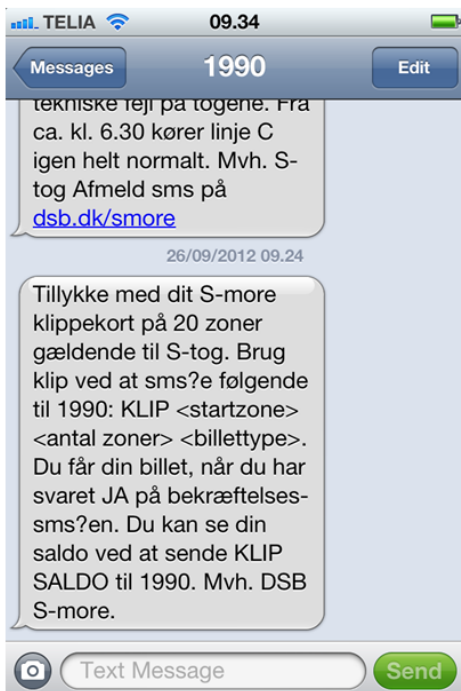 TELIA 09.34
Messages 1990 Edit
tekniske fejl på togene. Fra
ca. kl. 6.30 kører linje C
igen helt normalt. Mvh. S-
tog Afmeld sms på
dsb.dk/smore
26/09/2012 09.24
Tillykke med dit S-more
klippekort på 20 zoner
gældende til S-tog. Brug
klip ved at sms?e følgende
til 1990: KLIP <startzone>
<antal zoner> <billettype>.
Du får din billet, når du har
svaret JA på bekræftelses-
sms?en. Du kan se din
saldo ved at sende KLIP
SALDO til 1990. Mvh. DSB
S-more.
Text Message Send